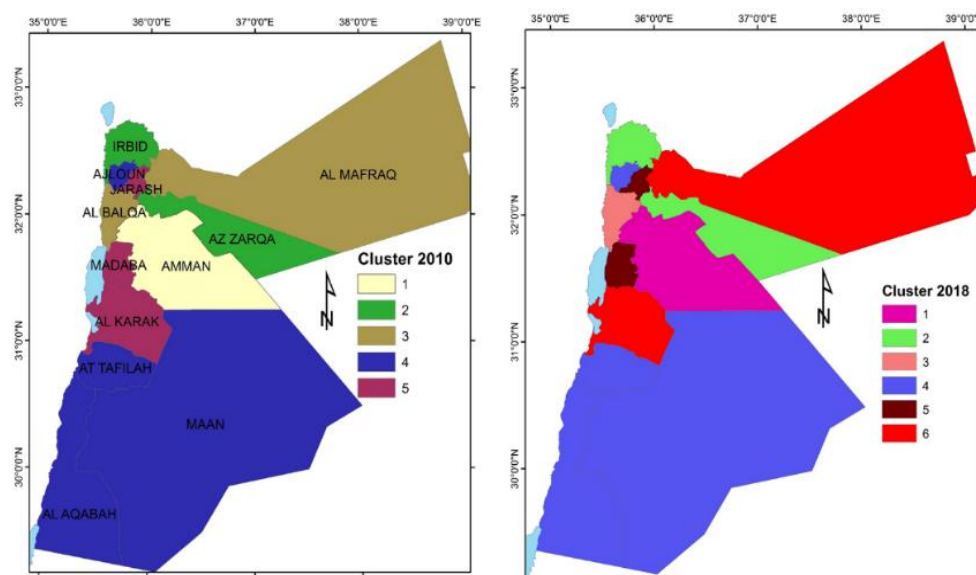 35°0'0"E 36°0'0"E 37°0'0"E 38°0'0"E 39°0'0"E
33°0'0"N
32°0'0"N
31°0'0"N
30°0'0"N
IRBID
AJLOUN
JARASH
AL MAFRAQ
AL BALQA
AZ ZARQA
MADABA
AMMAN
AL KARAK
AT TAFILAH
MAAN
AL AQABAH
N
Cluster 2010
1
2
3
4
5
35°0'0"E 36°0'0"E 37°0'0"E 38°0'0"E 39°0'0"E
33°0'0"N
32°0'0"N
31°0'0"N
30°0'0"N
N
Cluster 2018
1
2
3
4
5
6